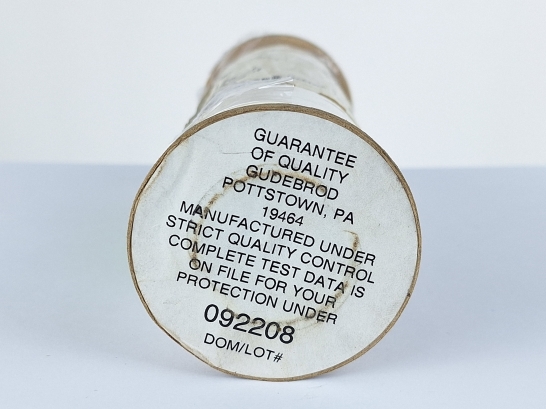 GUARANTEE
OF QUALITY
GUDEBROD
POTTSTOWN, PA
19464
MANUFACTURED UNDER
STRICT QUALITY CONTROL
COMPLETE TEST DATA IS
ON FILE FOR YOUR
PROTECTION UNDER
092208
DOM/LOT#